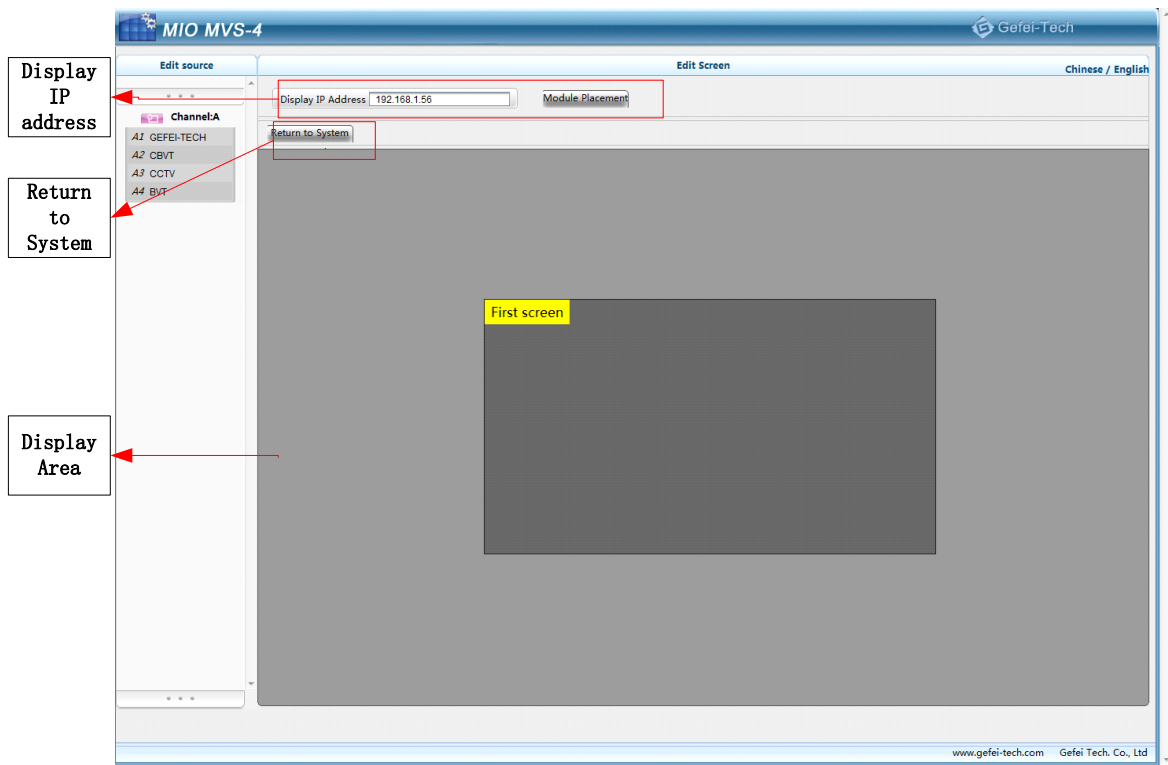 MIO MVS-4
Gefei-Tech
Edit source
Edit Screen
Chinese / English
Display
IP
address
Display IP Address 192.168.1.56
Module Placement
Channel:A
A1 GEFEI-TECH
A2 CBVT
A3 CCTV
A4 BVT
Return to System
Return
to
System
First screen
Display
Area
www.gefei-tech.com Gefei Tech. Co., Ltd